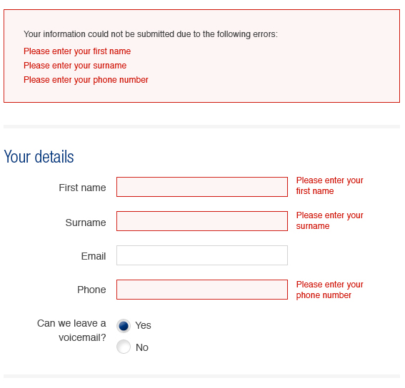 Your information could not be submitted due to the following errors:
Please enter your first name
Please enter your surname
Please enter your phone number
Your details
First name
Please enter your
first name
Surname
Please enter your
surname
Email
Phone
Please enter your
phone number
Can we leave a
voicemail?
Yes
No